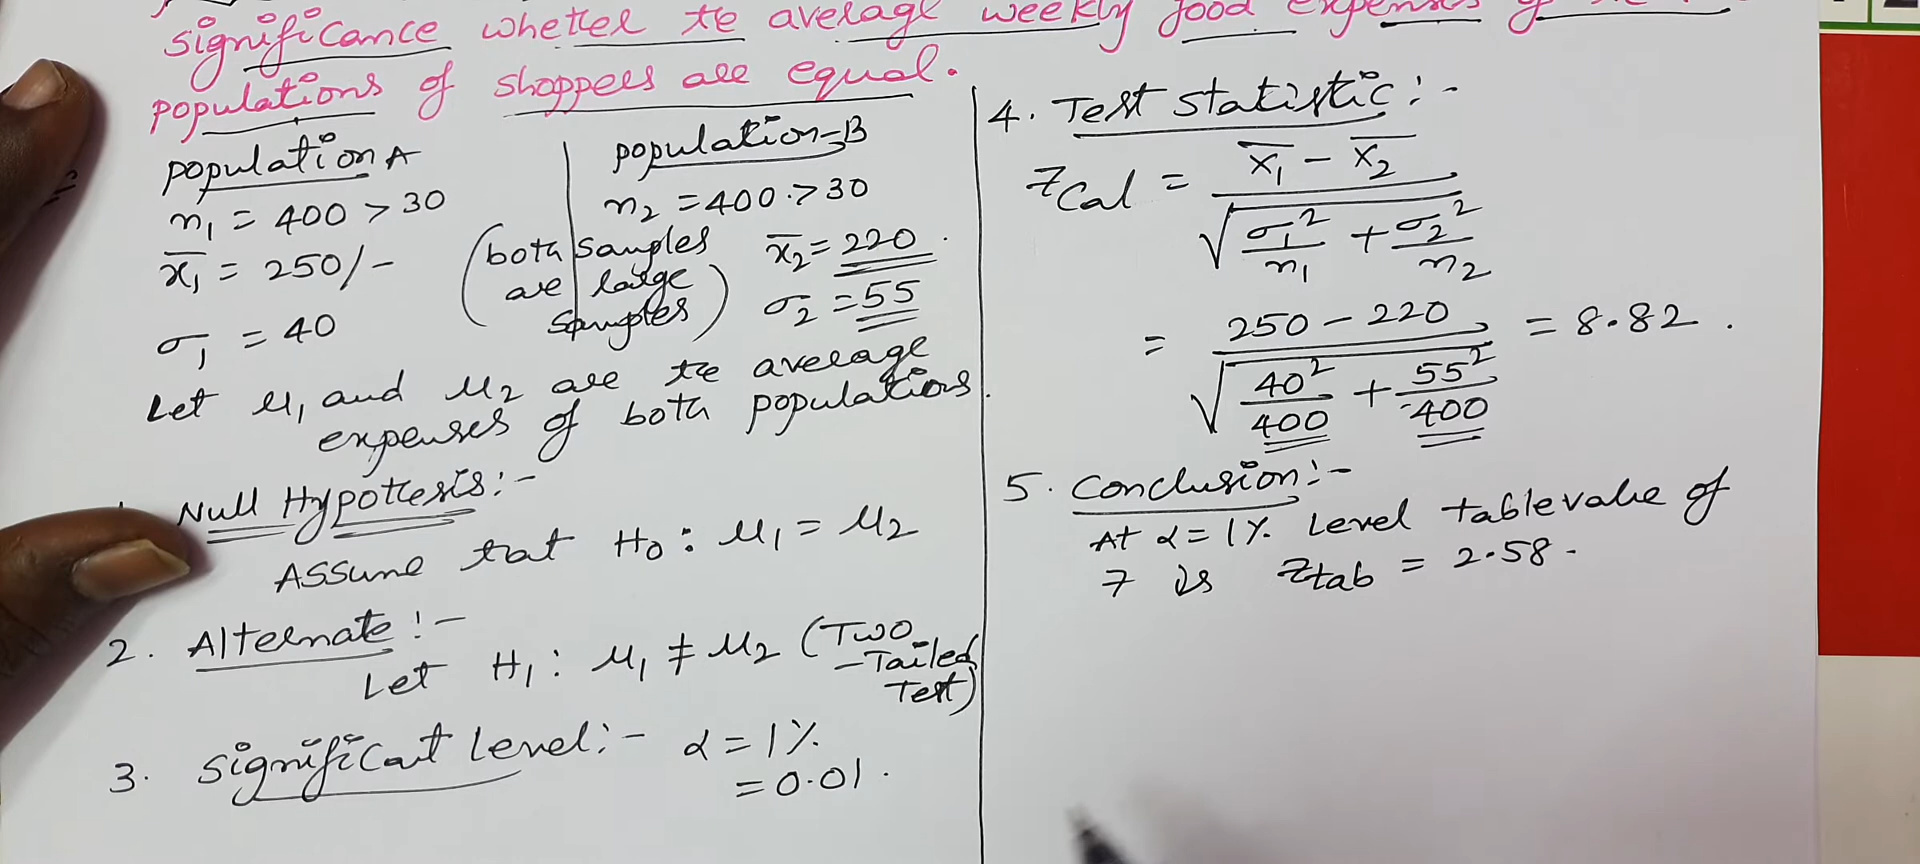 significance whether the average weekly food expenses of
populations of shoppers are equal.
population A
n₁ = 400 > 30
x̄₁ = 250/-
σ₁ = 40
(both samples are large samples)
population-B
n₂ = 400 > 30
x̄₂ = 220
σ₂ = 55
Let μ₁ and μ₂ are the average
expenses of both populations.
Null Hypothesis:-
Assume that H₀ : μ₁ = μ₂
2. Alternate :-
Let H₁ : μ₁ ≠ μ₂ (Two
-Tailed
Test)
3. significant level:- α = 1%
= 0.01.
4. Test statistic :-
Z Cal = (x̄₁ - x̄₂) / √(σ₁²/n₁ + σ₂²/n₂)
= (250 - 220) / √(40²/400 + 55²/400) = 8.82.
5. conclusion :-
At α = 1% Level table value of
Z is Ztab = 2.58.